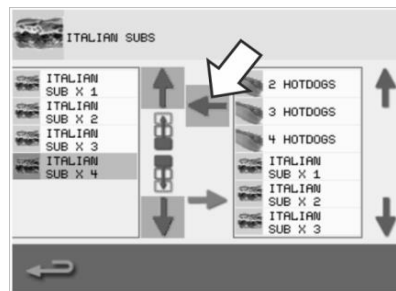 ITALIAN SUBS
ITALIAN
SUB X 1
ITALIAN
SUB X 2
ITALIAN
SUB X 3
ITALIAN
SUB X 4
2 HOTDOGS
3 HOTDOGS
4 HOTDOGS
ITALIAN
SUB X 1
ITALIAN
SUB X 2
ITALIAN
SUB X 3